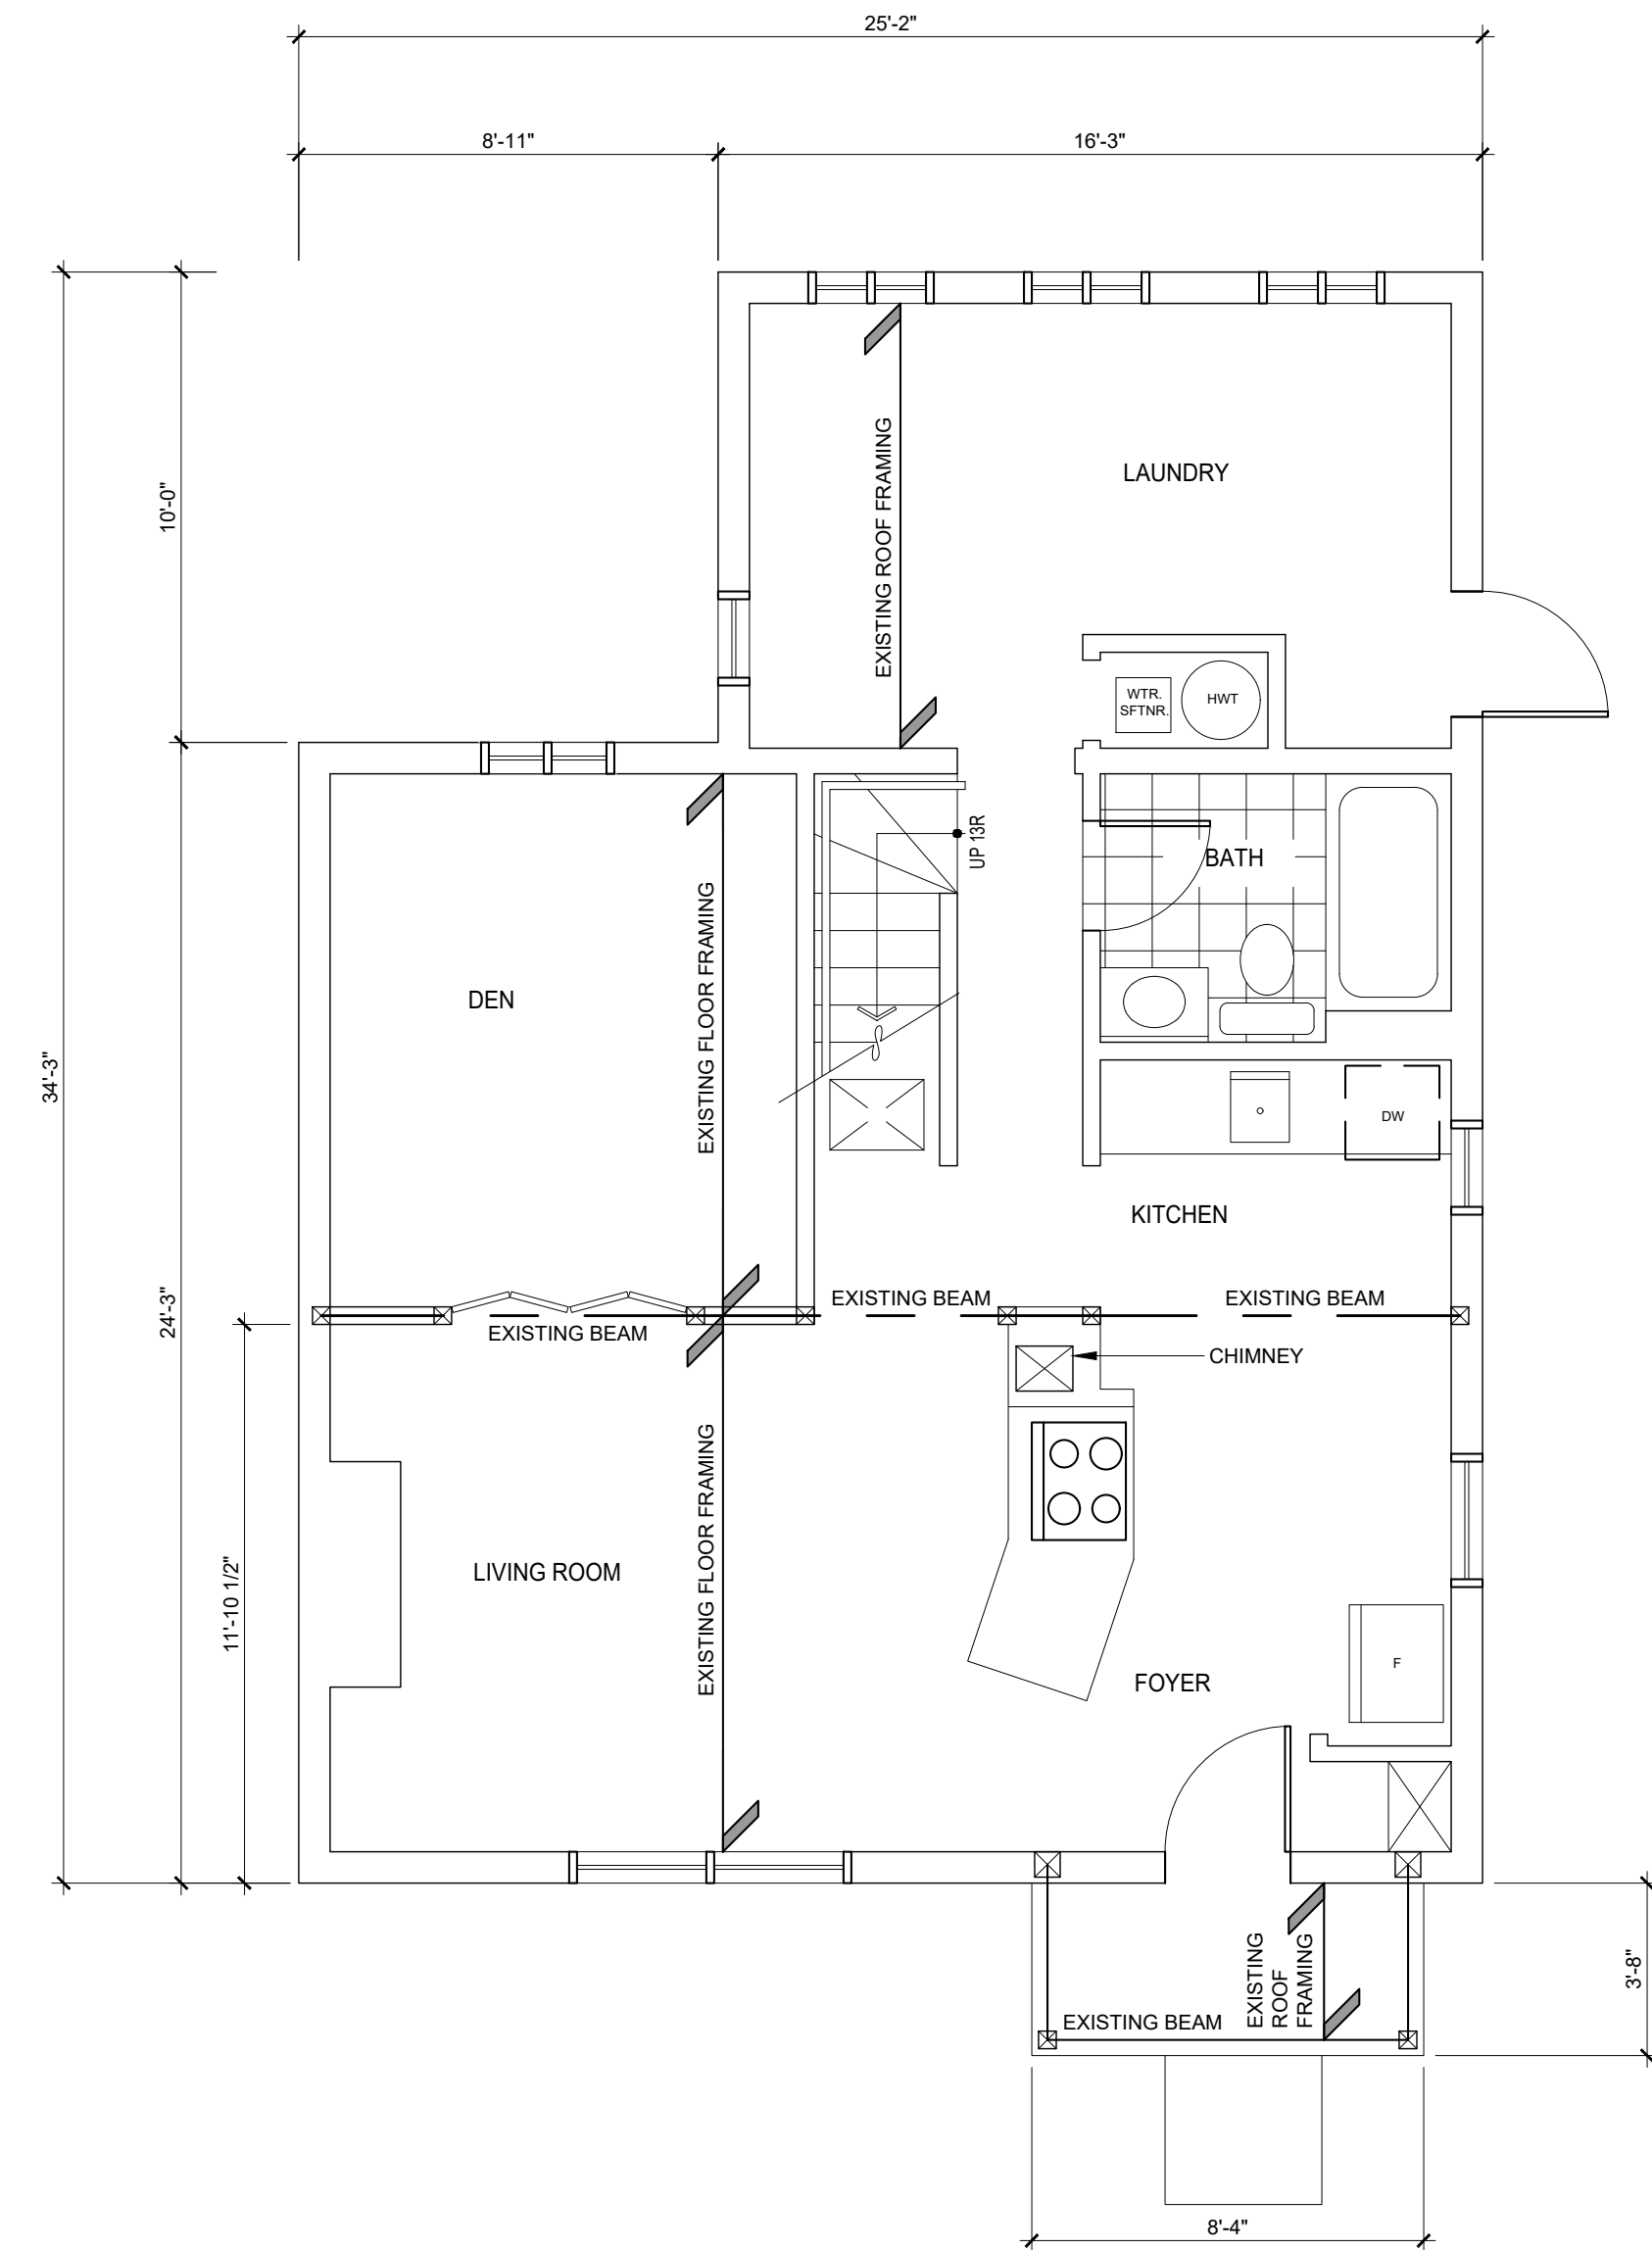 25'-2"
8'-11"
16'-3"
10'-0"
34'-3"
24'-3"
11'-10 1/2"
EXISTING ROOF FRAMING
LAUNDRY
WTR.
SFTNR.
HWT
UP 13R
BATH
DEN
EXISTING FLOOR FRAMING
DW
KITCHEN
EXISTING BEAM
EXISTING BEAM
EXISTING BEAM
CHIMNEY
LIVING ROOM
EXISTING FLOOR FRAMING
F
FOYER
EXISTING
ROOF
FRAMING
EXISTING BEAM
3'-8"
8'-4"